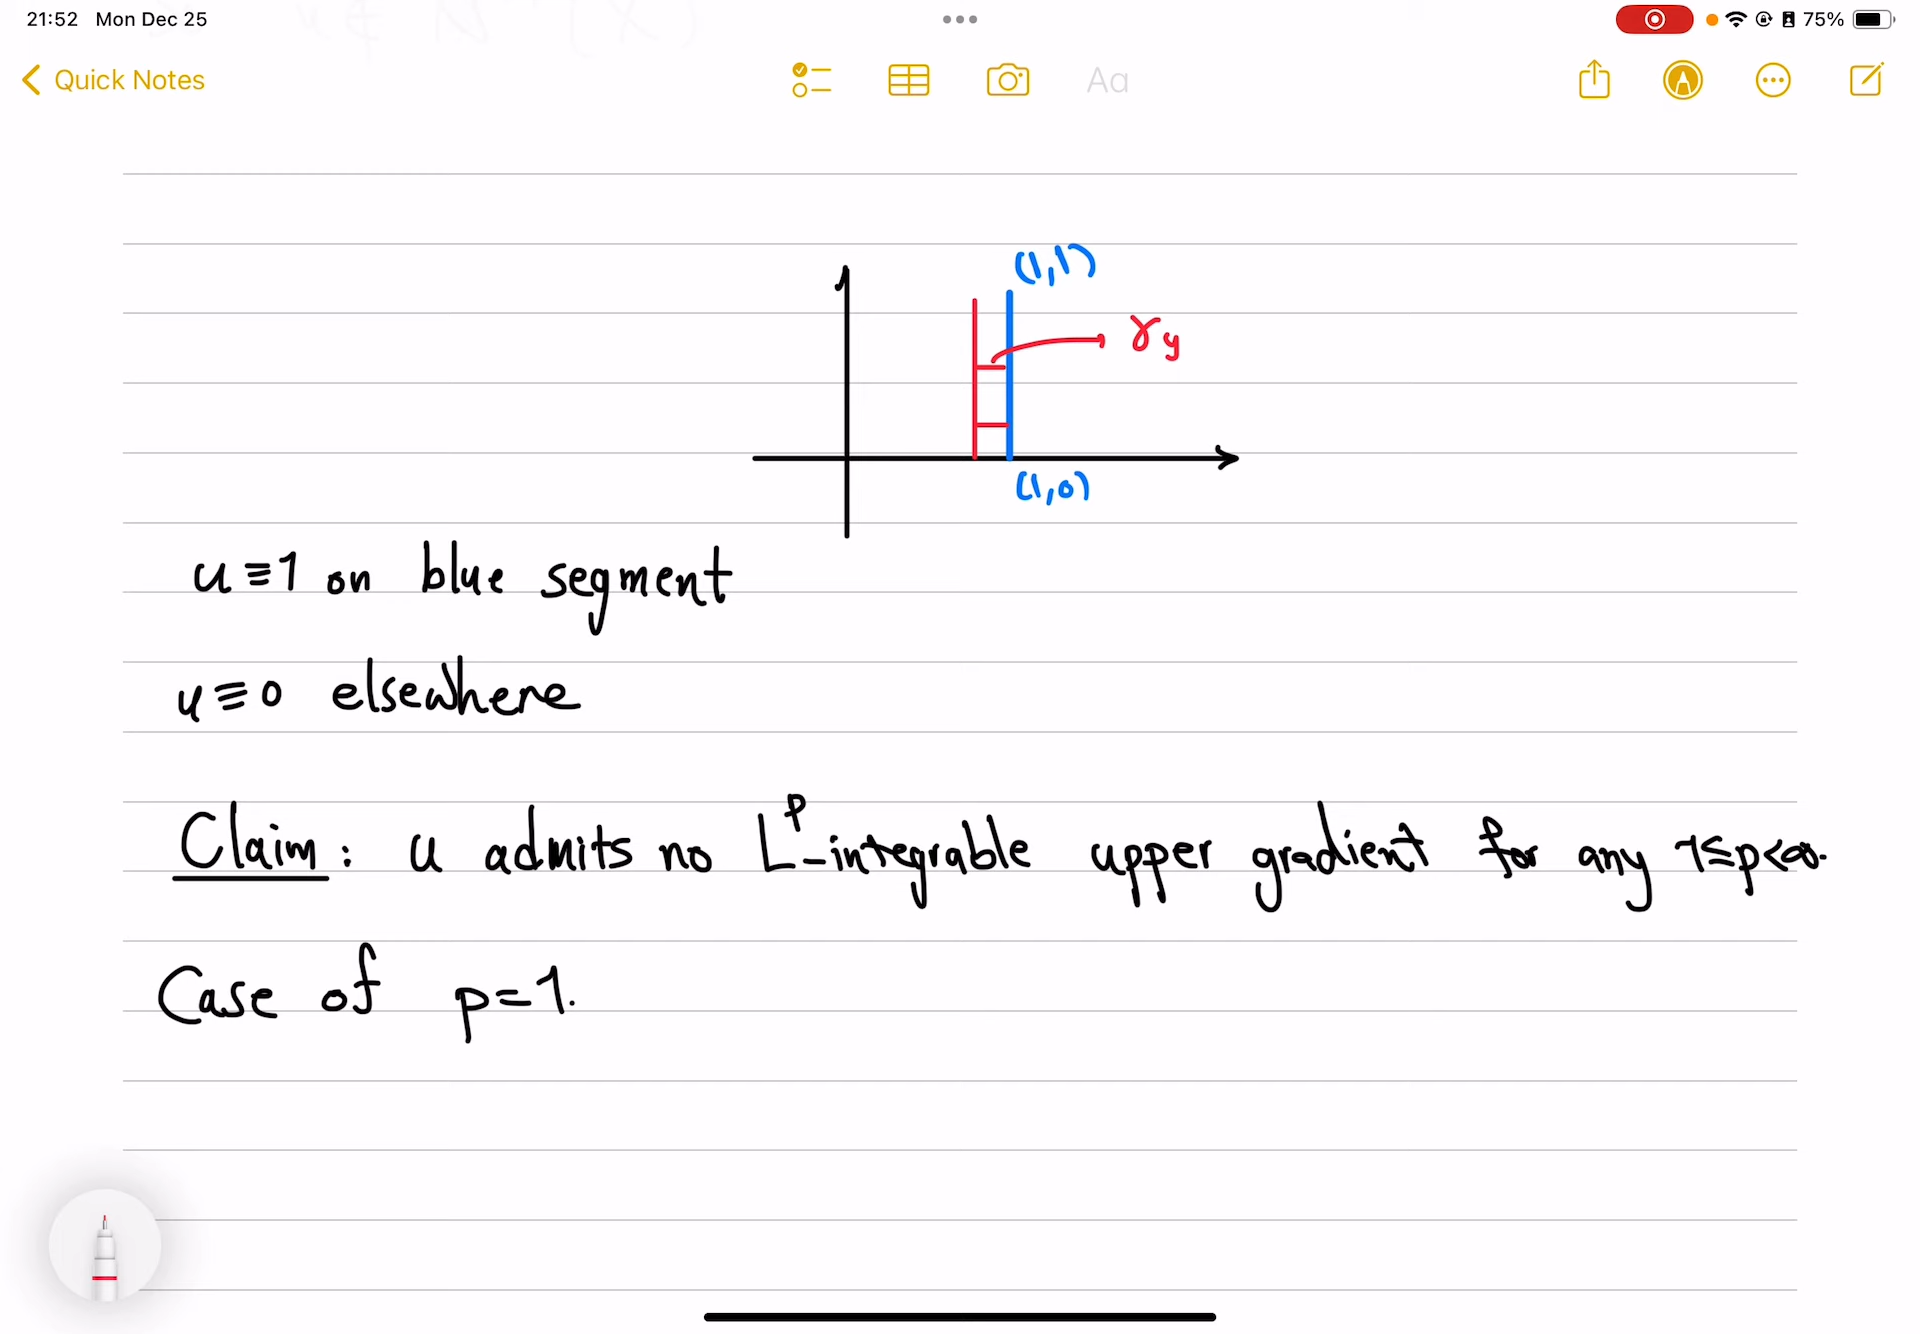 21:52 Mon Dec 25
75%
Quick Notes
Aa
(1,1)
γy
(1,0)
u≡1 on blue segment
u≡0 elsewhere
Claim: u admits no L^p-integrable upper gradient for any 1≤p<∞.
Case of p=1.